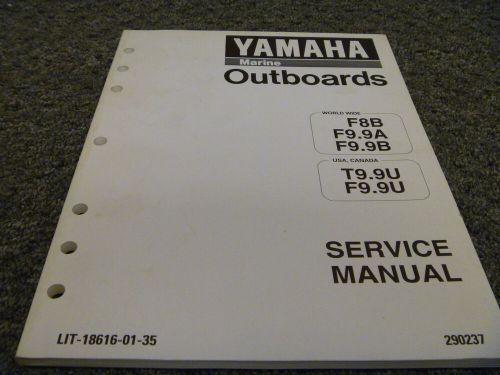 YAMAHA
Marine
Outboards
WORLD WIDE
F8B
F9.9A
F9.9B
USA, CANADA
T9.9U
F9.9U
SERVICE
MANUAL
LIT-18616-01-35 290237